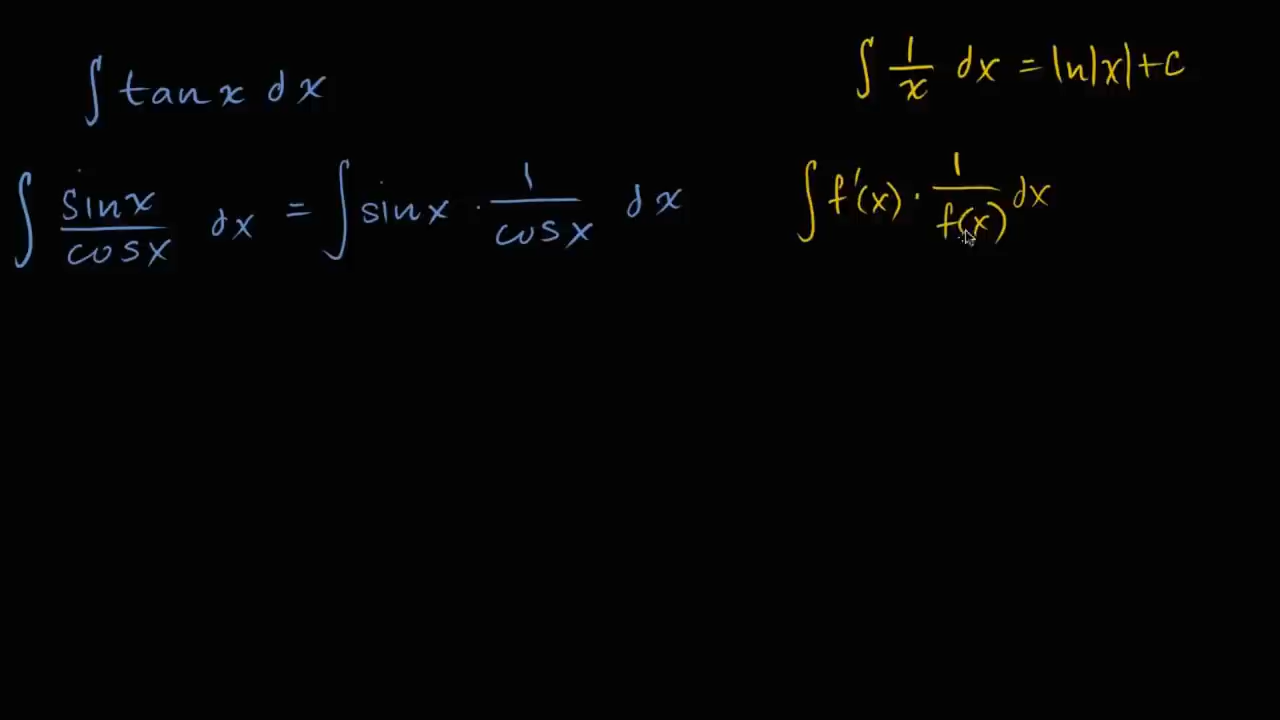 ∫ tan x dx
∫ 1/x dx = ln|x| + c
∫ sin x/cos x dx = ∫ sin x · 1/cos x dx
∫ f'(x) · 1/f(x) dx